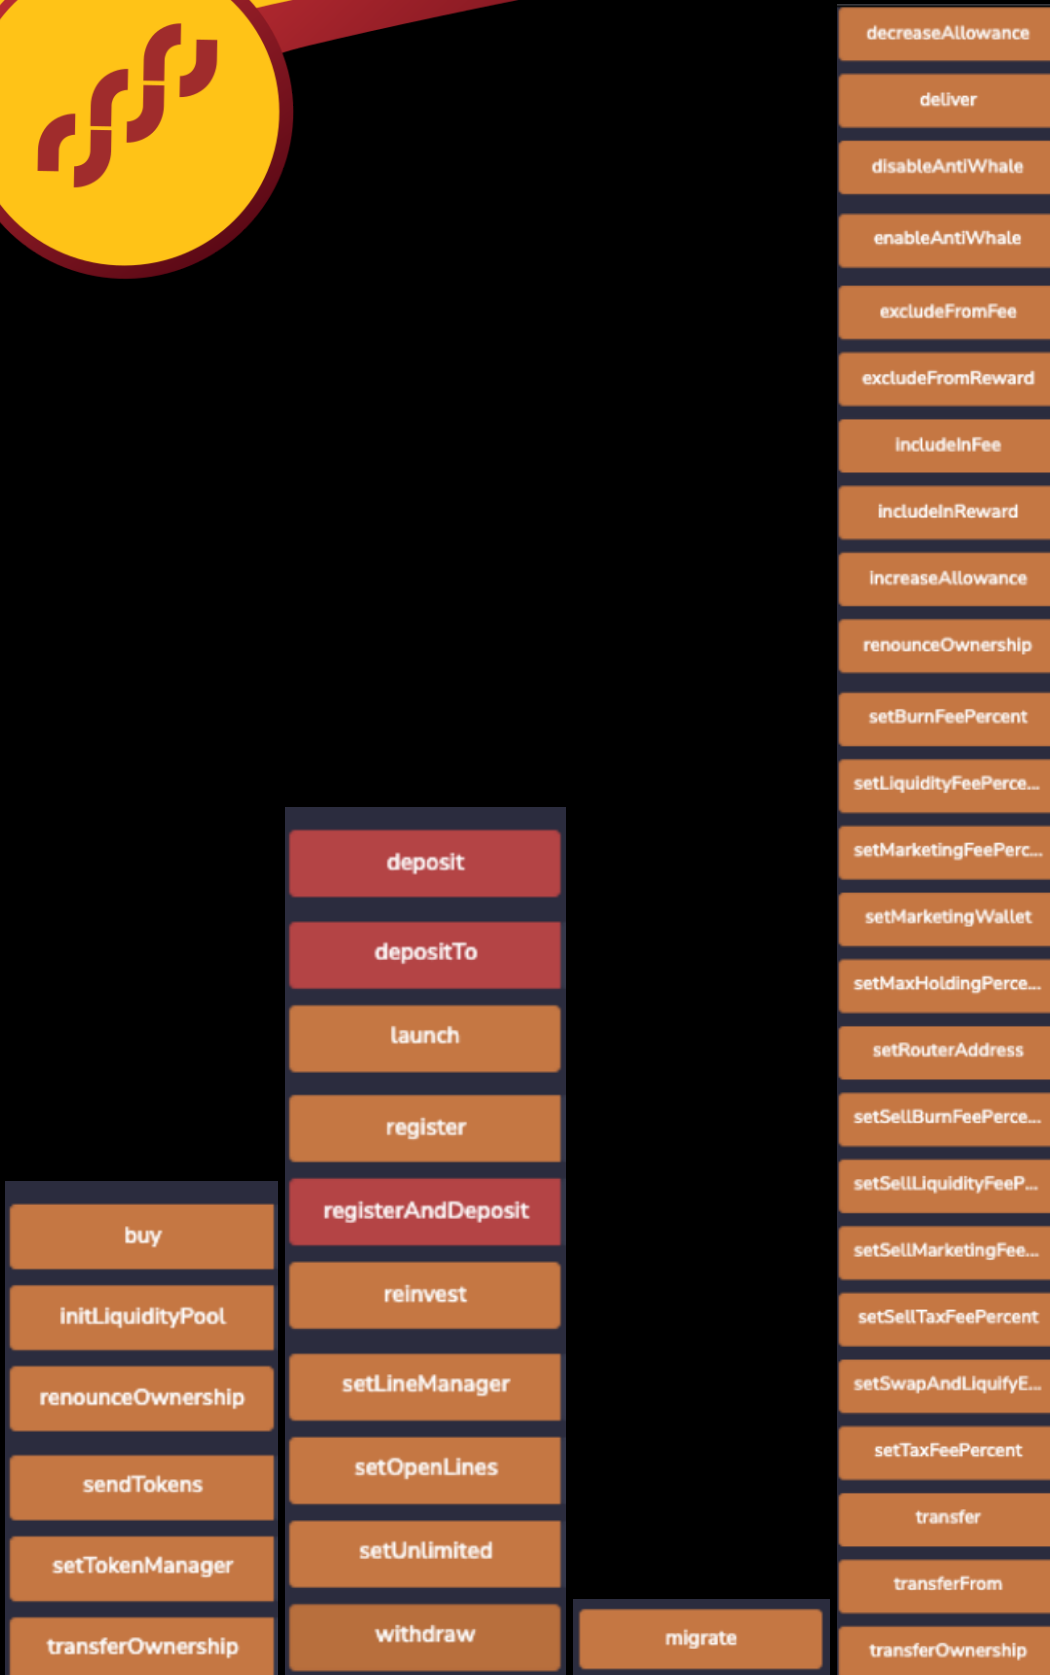 buy
initLiquidityPool
renounceOwnership
sendTokens
setTokenManager
transferOwnership
deposit
depositTo
launch
register
registerAndDeposit
reinvest
setLineManager
setOpenLines
setUnlimited
withdraw
migrate
decreaseAllowance
deliver
disableAntiWhale
enableAntiWhale
excludeFromFee
excludeFromReward
includeInFee
includeInReward
increaseAllowance
renounceOwnership
setBurnFeePercent
setLiquidityFeePerce...
setMarketingFeePerc...
setMarketingWallet
setMaxHoldingPerce...
setRouterAddress
setSellBurnFeePerce...
setSellLiquidityFeeP...
setSellMarketingFee...
setSellTaxFeePercent
setSwapAndLiquifyE...
setTaxFeePercent
transfer
transferFrom
transferOwnership